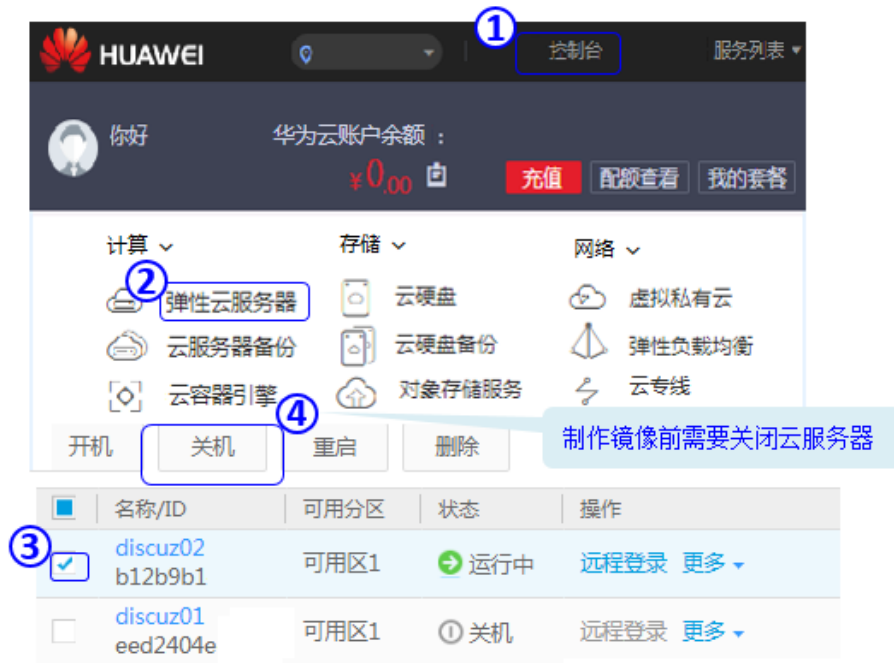 ① 控制台
HUAWEI 服务列表
你好 华为云账户余额 ：
¥0.00 充值 配额查看 我的套餐
计算 存储 网络
② 弹性云服务器 云硬盘 虚拟私有云
云服务器备份 云硬盘备份 弹性负载均衡
云容器引擎 对象存储服务 云专线
④
开机 关机 重启 删除 制作镜像前需要关闭云服务器
名称/ID 可用分区 状态 操作
③ discuz02 可用区1 运行中 远程登录 更多
b12b9b1
discuz01 可用区1 关机 远程登录 更多
eed2404e